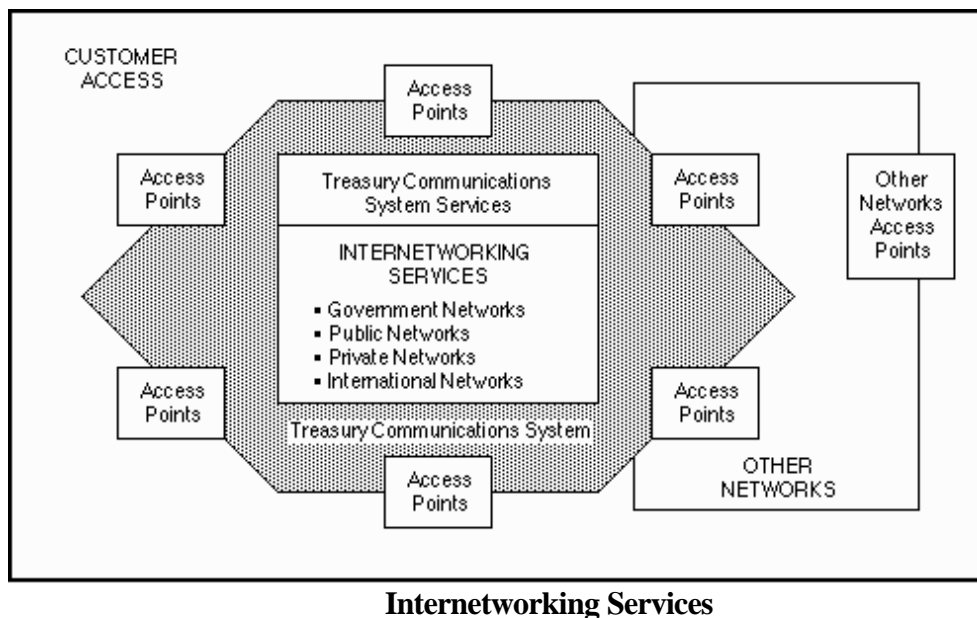 CUSTOMER
ACCESS
Access
Points
Access
Points
Access
Points
Other
Networks
Access
Points
Treasury Communications
System Services
INTERNETWORKING
SERVICES
▪ Government Networks
▪ Public Networks
▪ Private Networks
▪ International Networks
Access
Points
Access
Points
Treasury Communications System
Access
Points
OTHER
NETWORKS
Internetworking Services